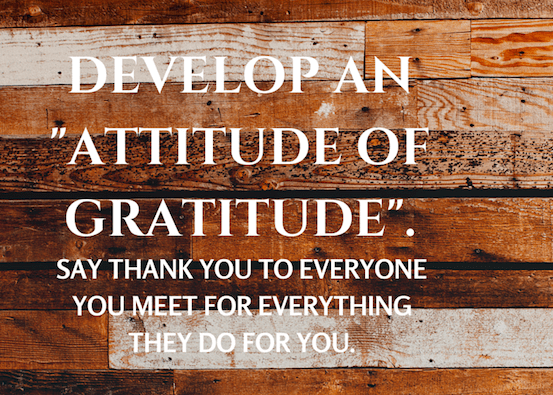 DEVELOP AN
"ATTITUDE OF
GRATITUDE".
SAY THANK YOU TO EVERYONE
YOU MEET FOR EVERYTHING
THEY DO FOR YOU.